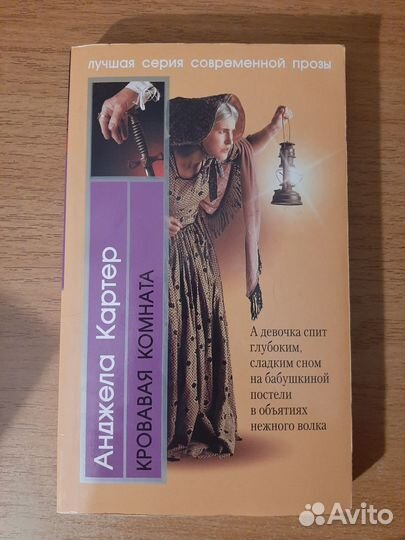 лучшая серия современной прозы
Анджела Картер
КРОВАВАЯ КОМНАТА
А девочка спит
глубоким,
сладким сном
на бабушкиной
постели
в объятиях
нежного волка
Avito